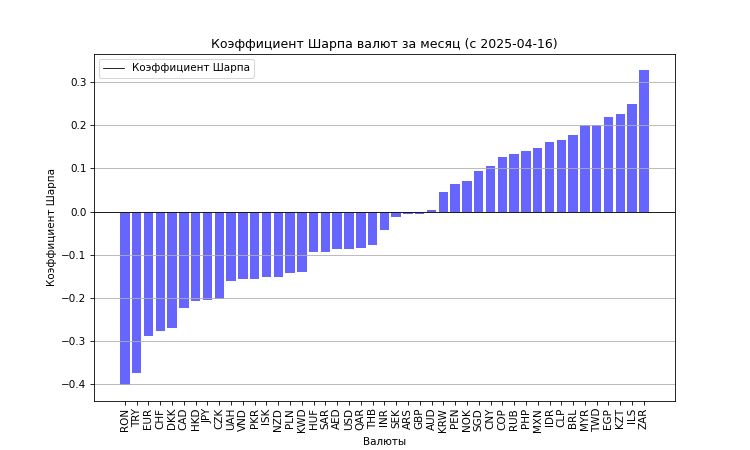 Коэффициент Шарпа валют за месяц (с 2025-04-16)
Коэффициент Шарпа
Коэффициент Шарпа
0.3
0.2
0.1
0.0
−0.1
−0.2
−0.3
−0.4
RON TRY EUR CHF DKK CAD HKD JPY CZK UAH VND PKR ISK NZD PLN KWD HUF SAR AED USD QAR THB INR SEK ARS GBP AUD KRW PEN NOK SGD CNY COP RUB PHP MXN IDR CLP BRL MYR TWD EGP KZT ILS ZAR
Валюты